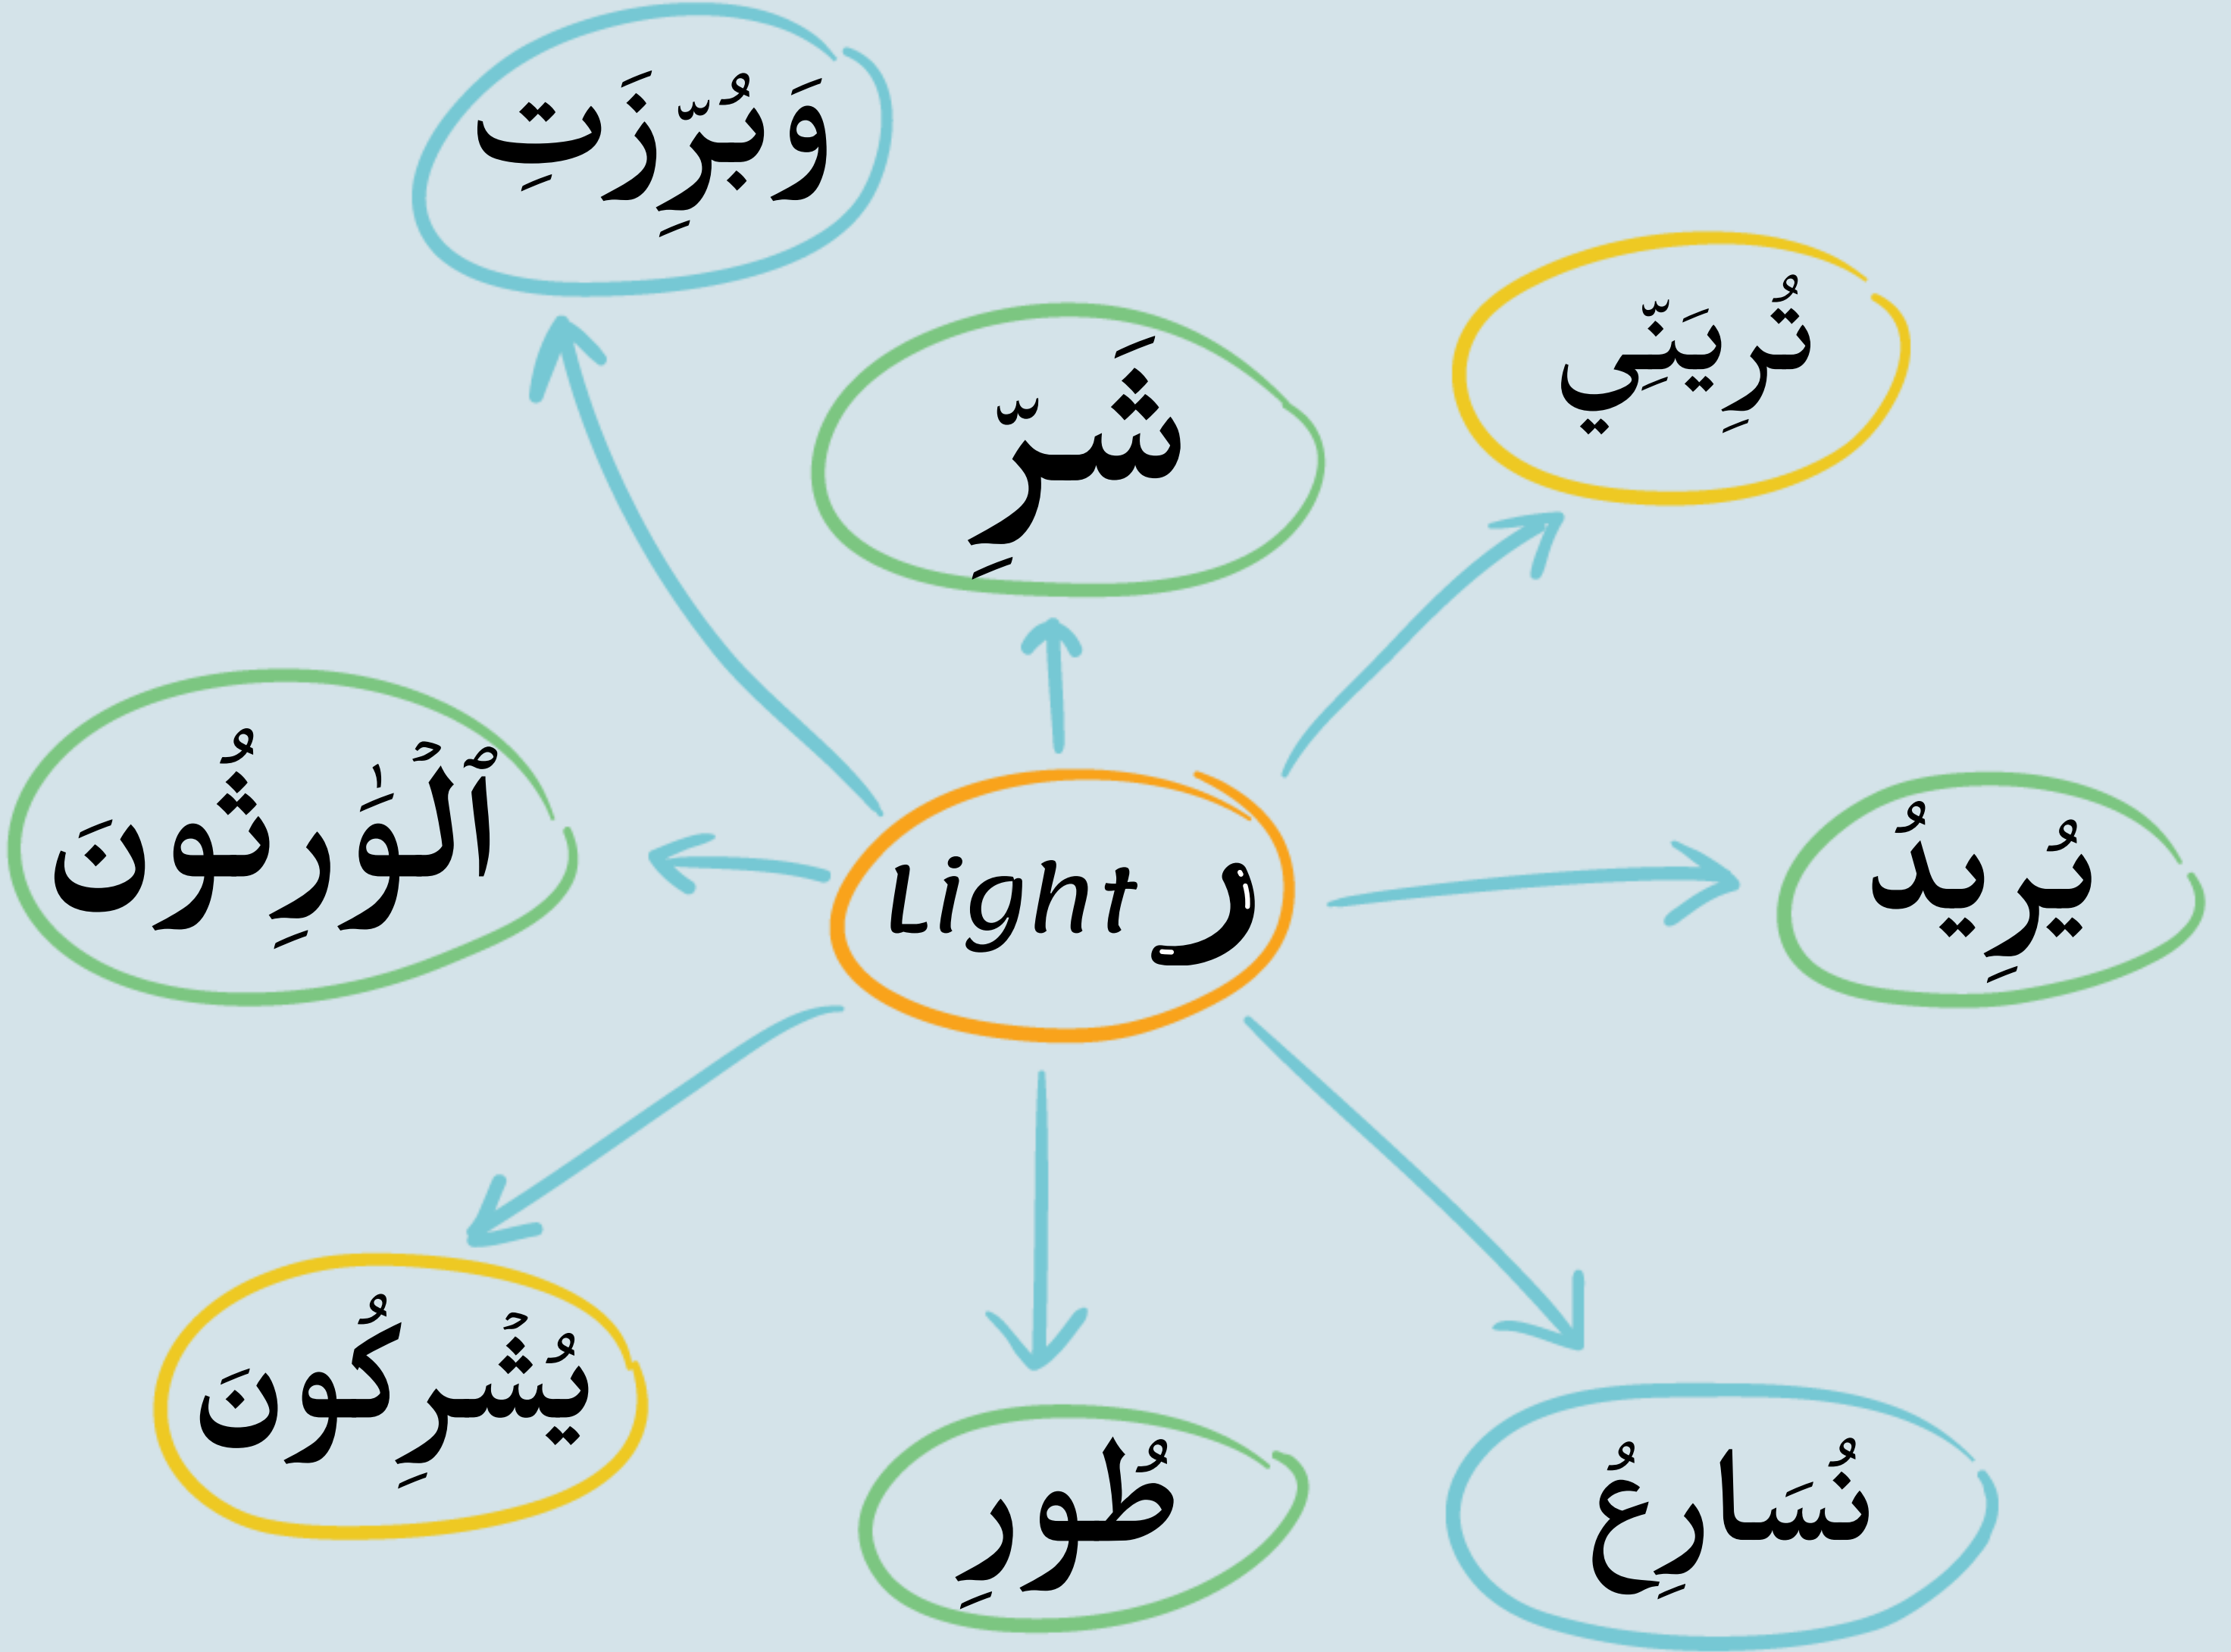 وَبُرِّزَتِ
شَرِّ
تُرِيَنِّي
ٱلْوَٰرِثُونَ
Light ر
يُرِيدُ
يُشْرِكُونَ
طُورِ
نُسَارِعُ